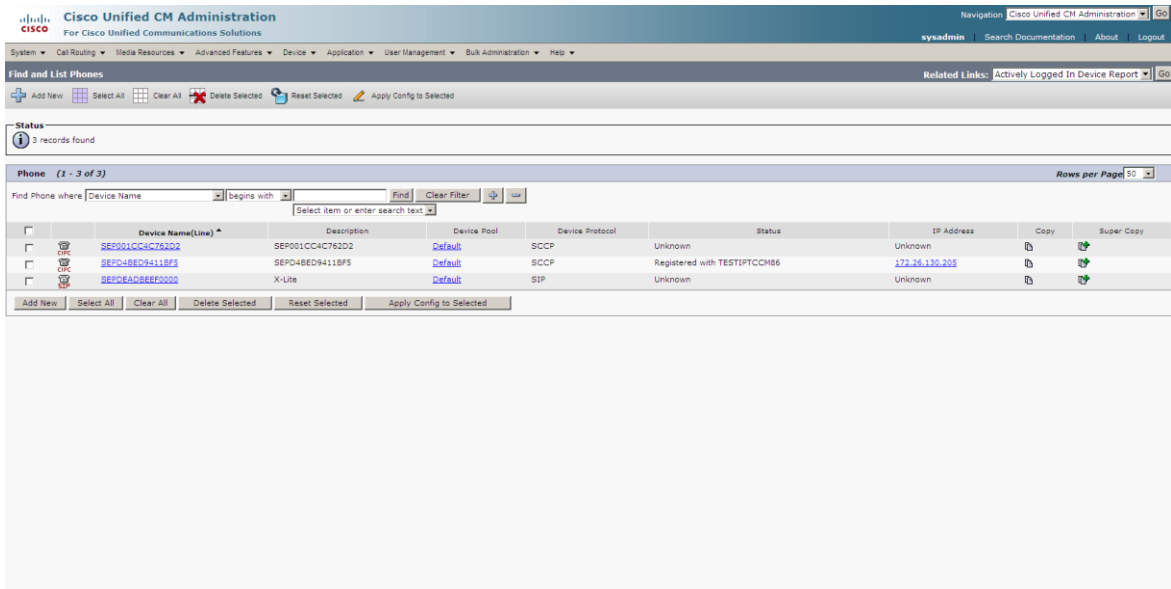 Cisco Unified CM Administration
For Cisco Unified Communications Solutions
CISCO
Navigation Cisco Unified CM Administration Go
sysadmin | Search Documentation | About | Logout
System Call Routing Media Resources Advanced Features Device Application User Management Bulk Administration Help
Find and List Phones
Related Links: Actively Logged In Device Report Go
Add New Select All Clear All Delete Selected Reset Selected Apply Config to Selected
Status
3 records found
Phone (1 - 3 of 3)
Rows per Page 50
Find Phone where Device Name begins with Find Clear Filter
Select item or enter search text
Device Name(Line) Description Device Pool Device Protocol Status IP Address Copy Super Copy
CIPC SEP001CC4C762D2 SEP001CC4C762D2 Default SCCP Unknown Unknown
CIPC SEPD4BED9411BF5 SEPD4BED9411BF5 Default SCCP Registered with TESTIPTCCM86 172.26.130.205
SIP SEPDEADBEEF0000 X-Lite Default SIP Unknown Unknown
Add New Select All Clear All Delete Selected Reset Selected Apply Config to Selected